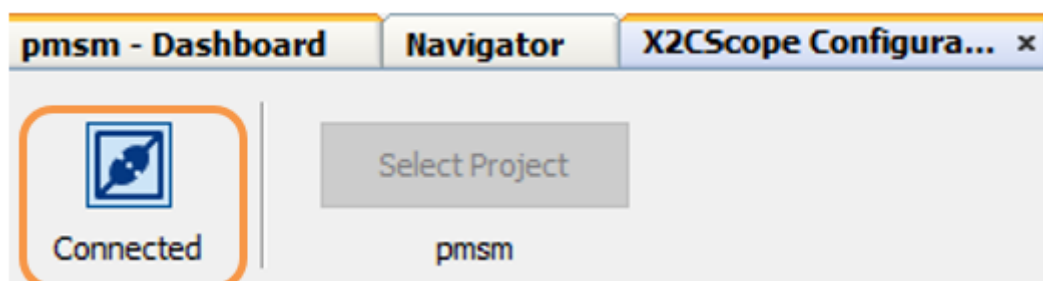 pmsm - Dashboard Navigator X2CScope Configura... ×
Select Project
Connected pmsm